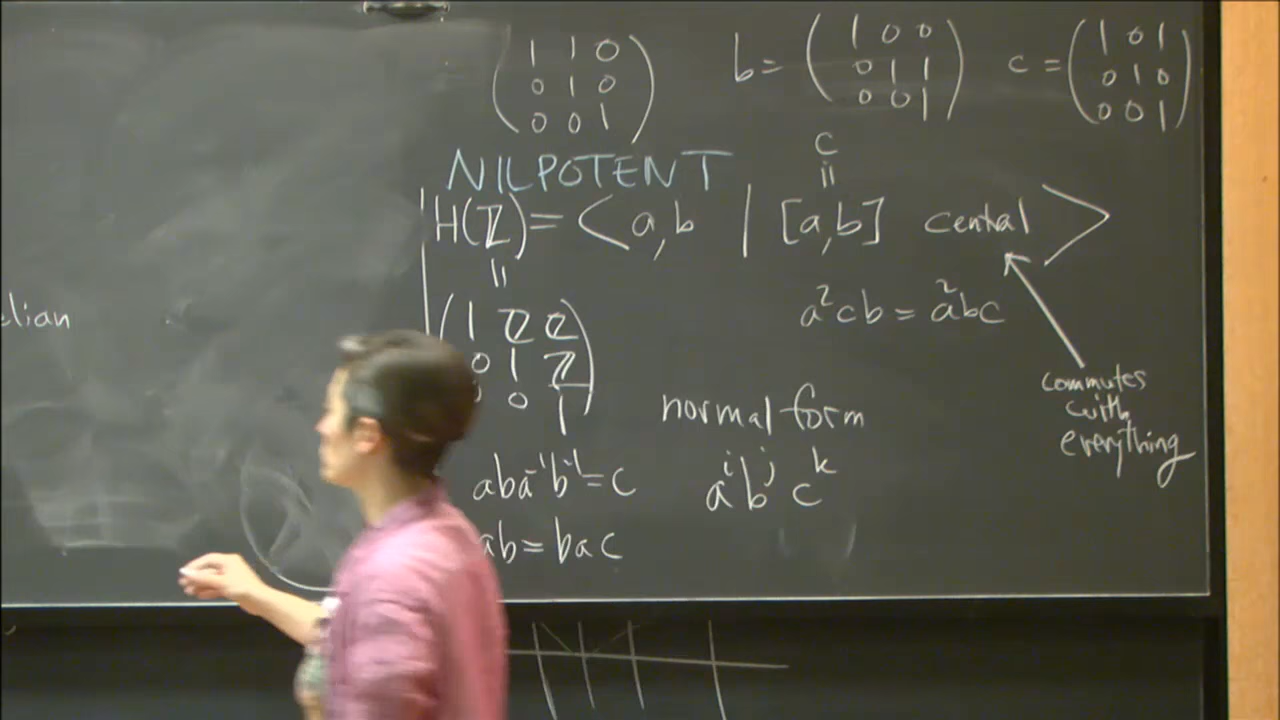 ( 1 1 0
0 1 0
0 0 1 )
b = ( 1 0 0
0 1 1
0 0 1 )
c = ( 1 0 1
0 1 0
0 0 1 )
NILPOTENT
c
=
H(ℤ) = < a, b | [a, b] central >
=
( 1 ℤ ℤ
0 1 ℤ
0 1 )
a²cb = a²bc
commutes
with
everything
elian
normal form
aⁱ bʲ cᵏ
aba⁻¹b⁻¹ = c
ab = bac